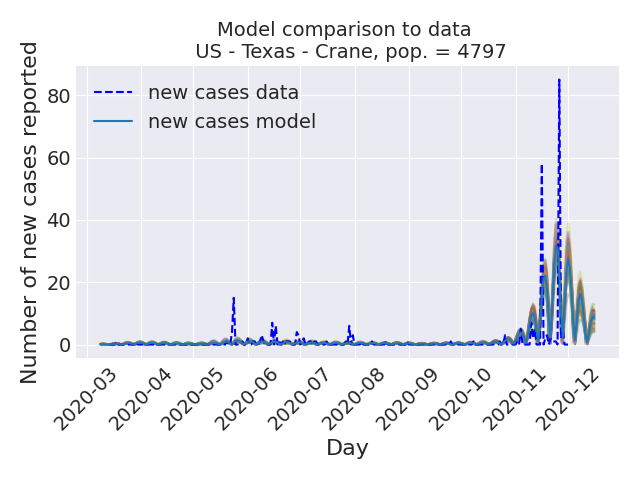 Model comparison to data
US - Texas - Crane, pop. = 4797
Number of new cases reported
new cases data
new cases model
80
60
40
20
0
2020-03
2020-04
2020-05
2020-06
2020-07
2020-08
2020-09
2020-10
2020-11
2020-12
Day